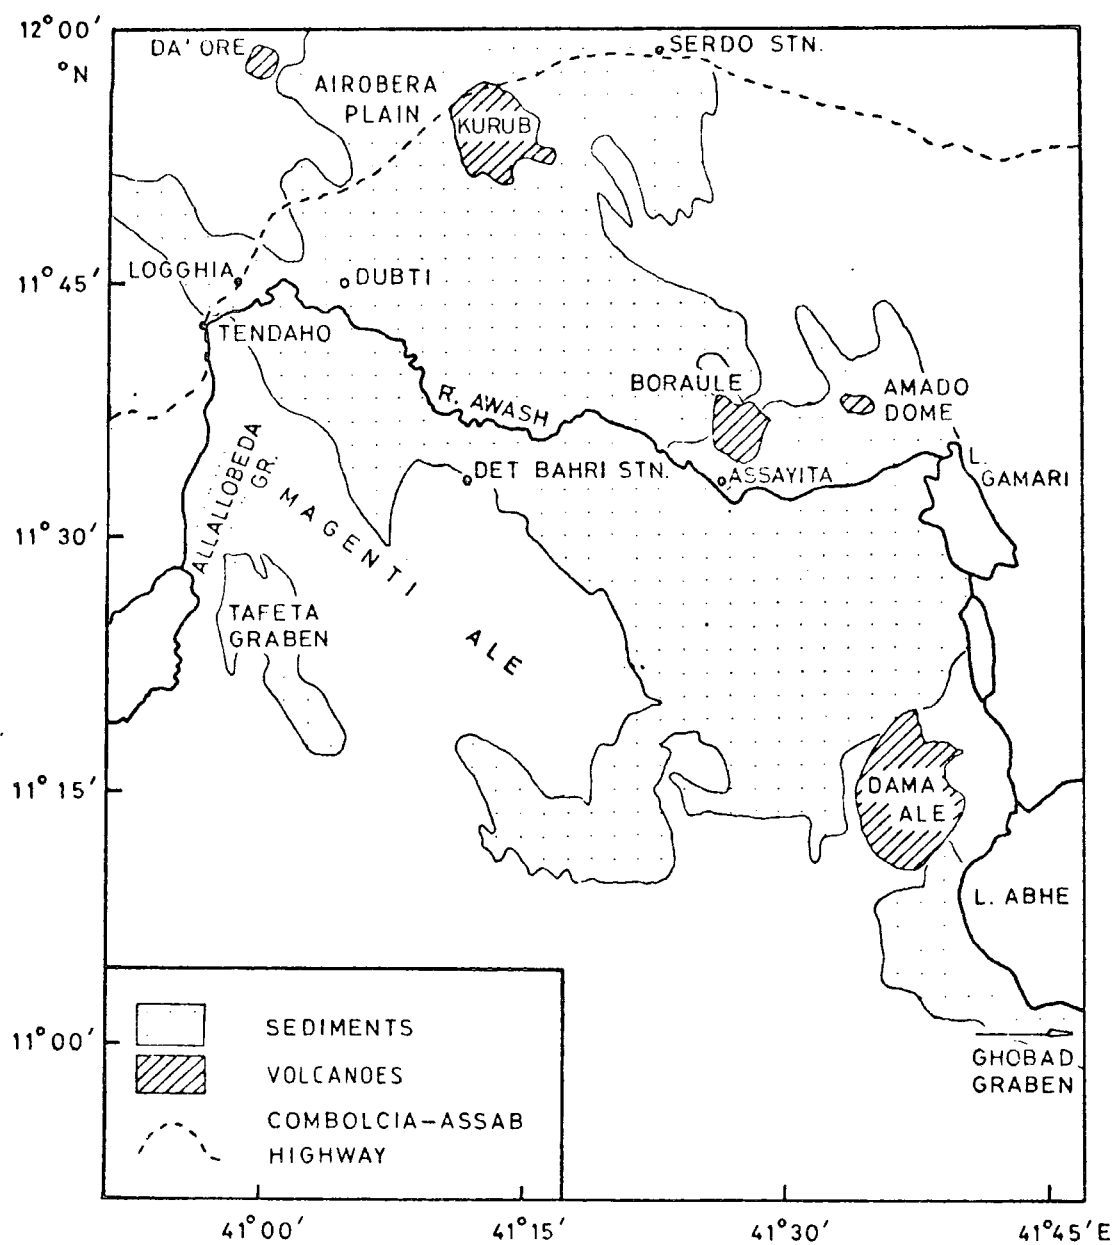 12°00′
°N
DA'ORE
SERDO STN.
AIROBERA
PLAIN
KURUB
LOGGHIA
DUBTI
11°45′
TENDAHO
BORAULE
AMADO
DOME
R. AWASH
ALLALLOBEDA
GR.
DET BAHRI STN.
ASSAYITA
L.
GAMARI
MAGENTI
ALE
11°30′
TAFETA
GRABEN
11°15′
DAMA
ALE
L. ABHE
11°00′
SEDIMENTS
VOLCANOES
COMBOLCIA-ASSAB
HIGHWAY
GHOBAD
GRABEN
41°00′
41°15′
41°30′
41°45′E